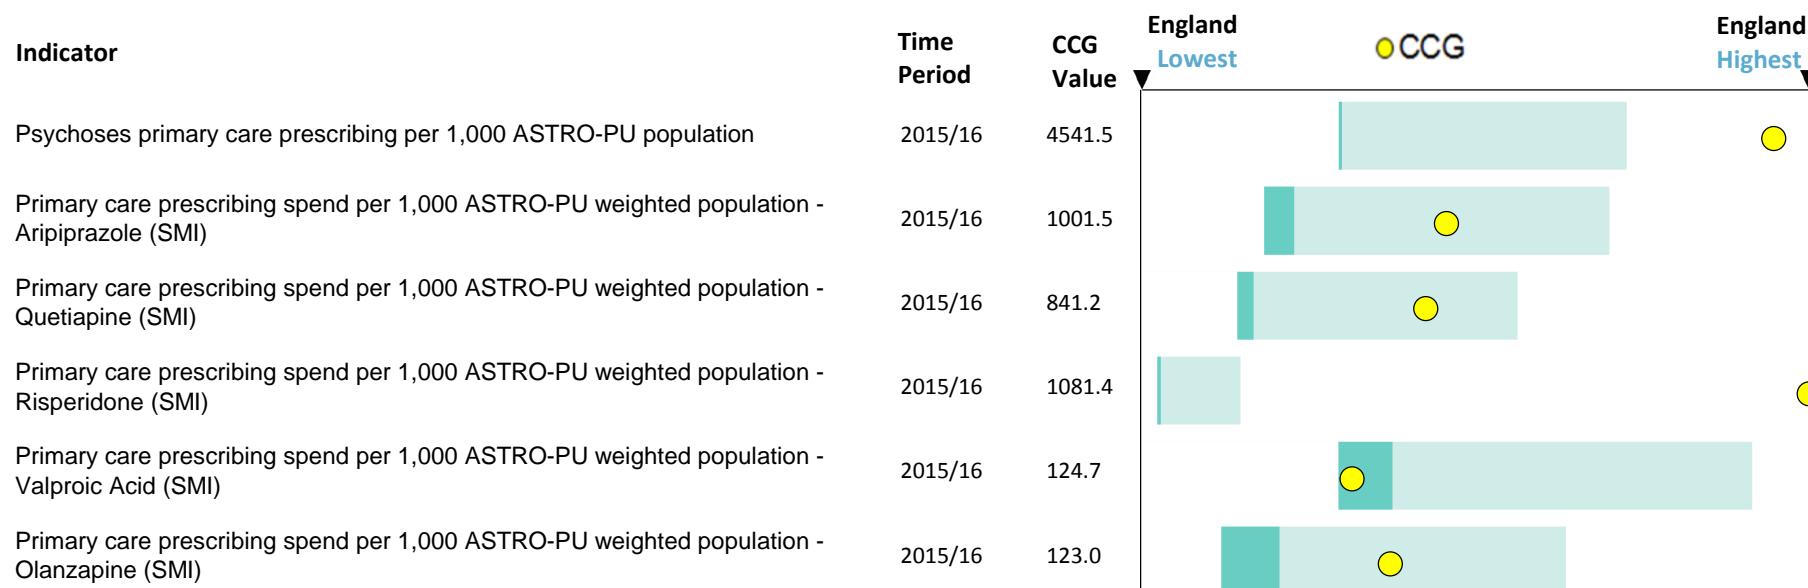 Indicator
Time
Period
CCG
Value
England
Lowest
CCG
England
Highest
Psychoses primary care prescribing per 1,000 ASTRO-PU population
2015/16
4541.5
Primary care prescribing spend per 1,000 ASTRO-PU weighted population -
Aripiprazole (SMI)
2015/16
1001.5
Primary care prescribing spend per 1,000 ASTRO-PU weighted population -
Quetiapine (SMI)
2015/16
841.2
Primary care prescribing spend per 1,000 ASTRO-PU weighted population -
Risperidone (SMI)
2015/16
1081.4
Primary care prescribing spend per 1,000 ASTRO-PU weighted population -
Valproic Acid (SMI)
2015/16
124.7
Primary care prescribing spend per 1,000 ASTRO-PU weighted population -
Olanzapine (SMI)
2015/16
123.0